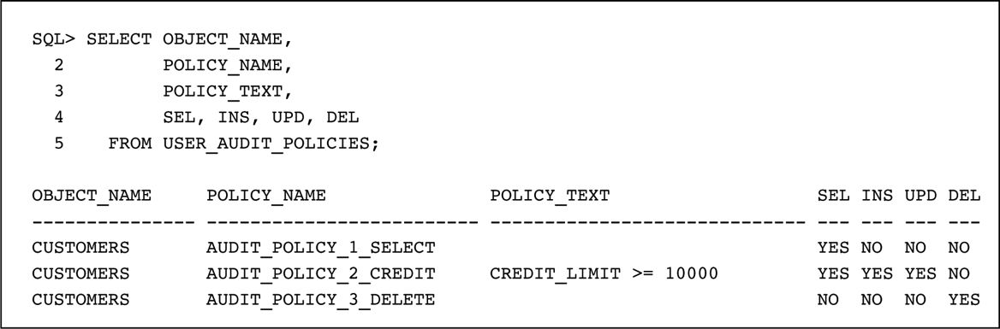 SQL> SELECT OBJECT_NAME,
  2         POLICY_NAME,
  3         POLICY_TEXT,
  4         SEL, INS, UPD, DEL
  5    FROM USER_AUDIT_POLICIES;

OBJECT_NAME     POLICY_NAME               POLICY_TEXT                   SEL INS UPD DEL
--------------- ------------------------- ----------------------------- --- --- --- ---
CUSTOMERS       AUDIT_POLICY_1_SELECT                                   YES NO  NO  NO
CUSTOMERS       AUDIT_POLICY_2_CREDIT     CREDIT_LIMIT >= 10000         YES YES YES NO
CUSTOMERS       AUDIT_POLICY_3_DELETE                                   NO  NO  NO  YES